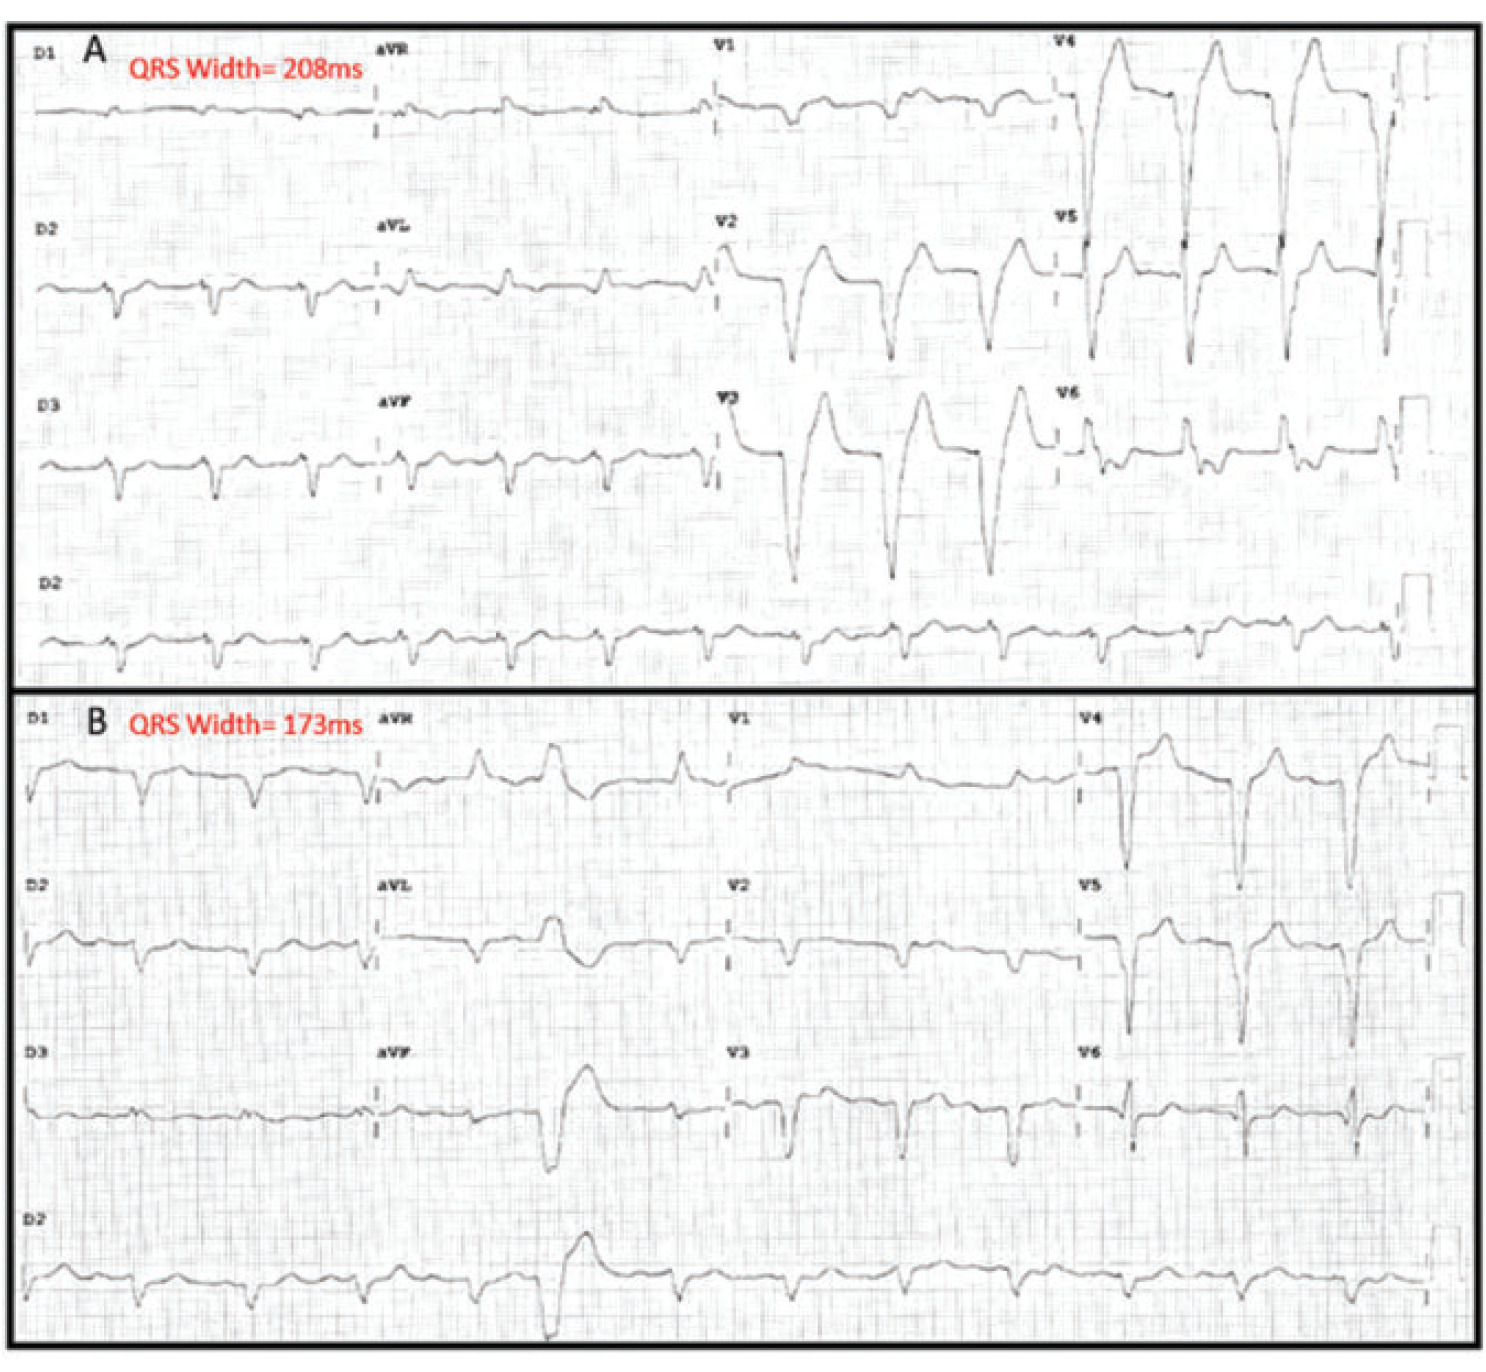 A
QRS Width= 208ms
D1 aVR V1 V4
D2 aVL V2 V5
D3 aVF V3 V6
D2
B
QRS Width= 173ms
D1 aVR V1 V4
D2 aVL V2 V5
D3 aVF V3 V6
D2